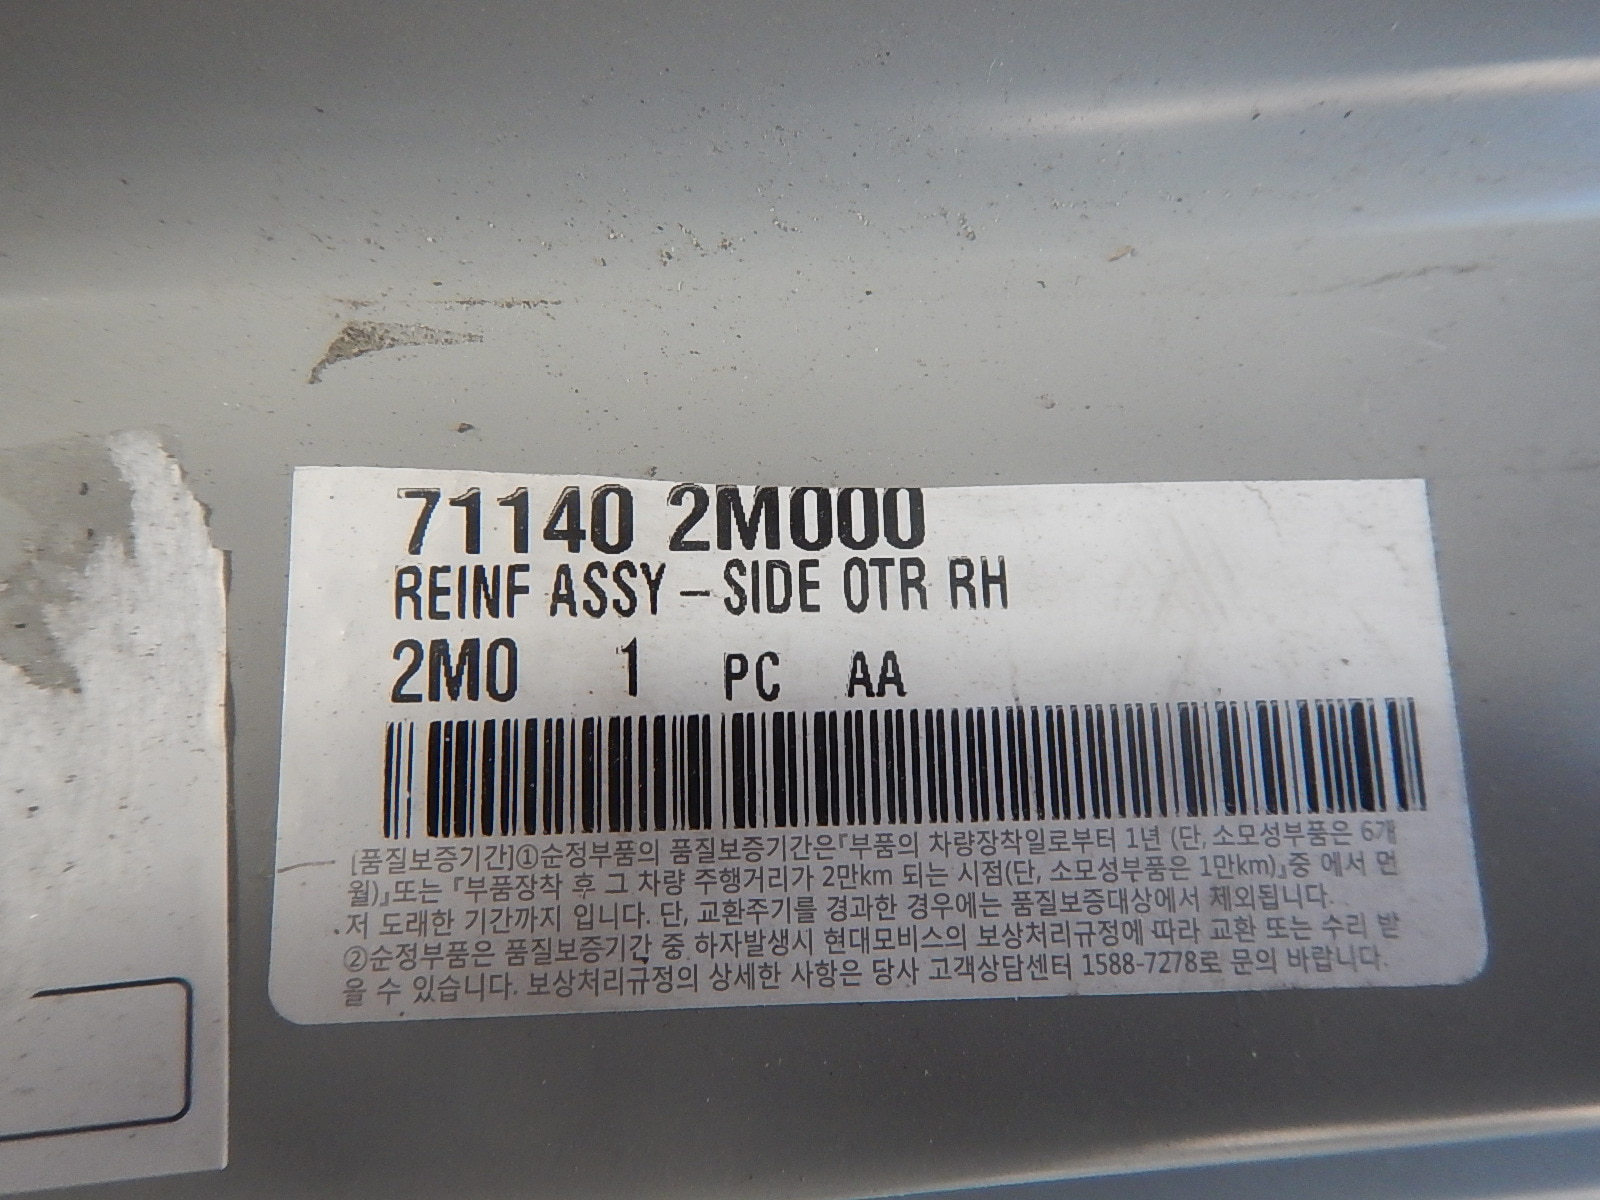 71140 2M000
REINF ASSY - SIDE OTR RH
2M0 1 PC AA
[품질보증기간]①순정부품의 품질보증기간은『부품의 차량장착일로부터 1년 (단, 소모성부품은 6개
월)』또는 『부품장착 후 그 차량 주행거리가 2만km 되는 시점(단, 소모성부품은 1만km)』중 에서 먼
저 도래한 기간까지 입니다. 단, 교환주기를 경과한 경우에는 품질보증대상에서 제외됩니다.
②순정부품은 품질보증기간 중 하자발생시 현대모비스의 보상처리규정에 따라 교환 또는 수리 받
을 수 있습니다. 보상처리규정의 상세한 사항은 당사 고객상담센터 1588-7278로 문의 바랍니다.